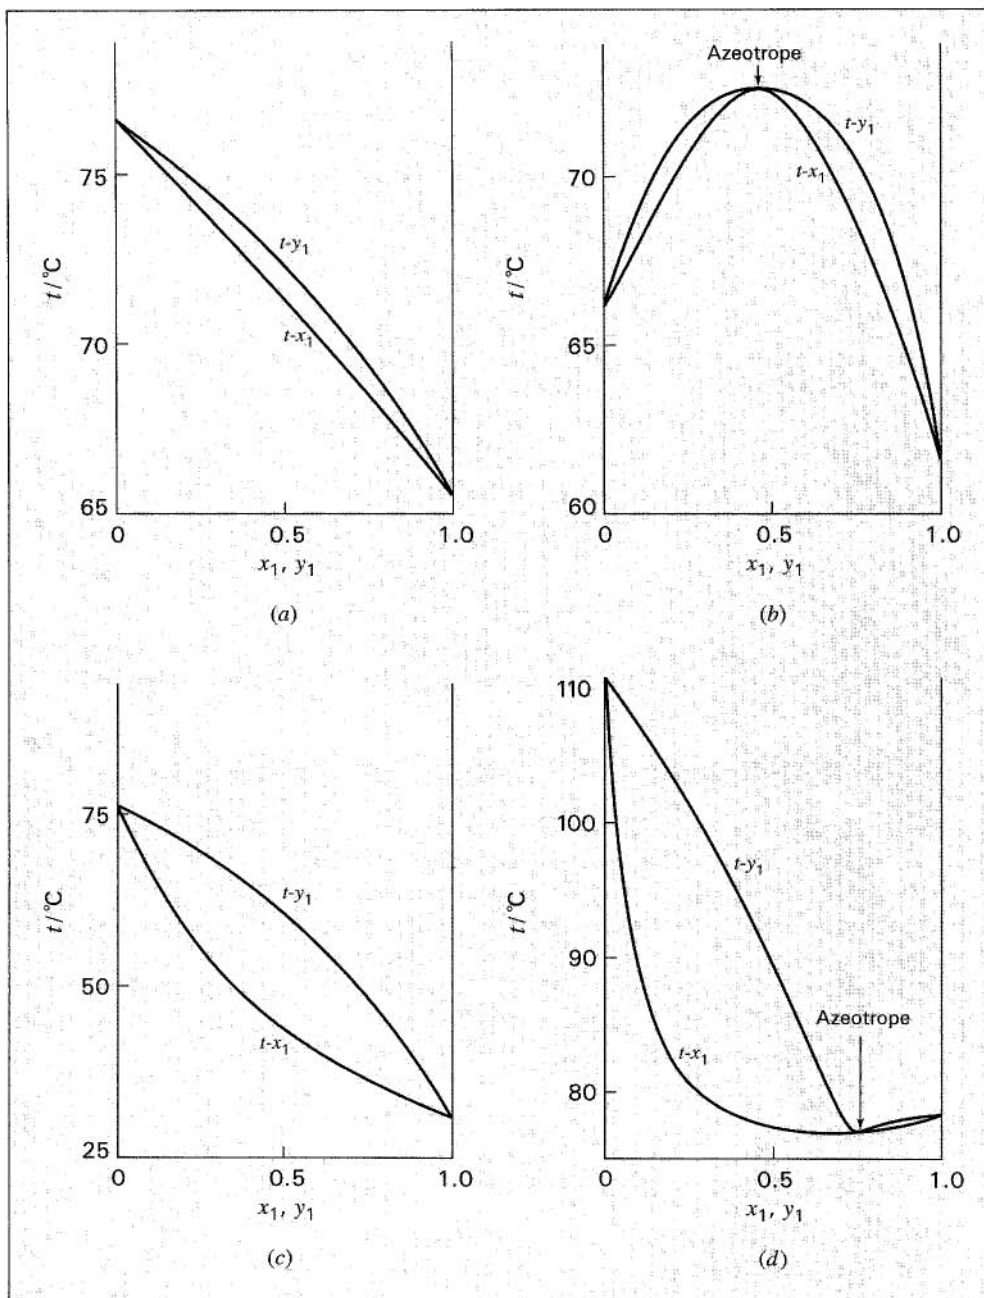 75
70
65
t/°C
t-y₁
t-x₁
0
0.5
1.0
x₁, y₁
(a)
Azeotrope
70
65
60
t/°C
t-y₁
t-x₁
0
0.5
1.0
x₁, y₁
(b)
75
50
25
t/°C
t-y₁
t-x₁
0
0.5
1.0
x₁, y₁
(c)
110
100
90
80
t/°C
t-y₁
t-x₁
Azeotrope
0
0.5
1.0
x₁, y₁
(d)